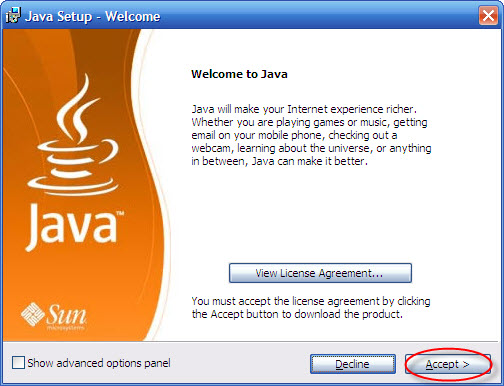 Java Setup - Welcome
Welcome to Java
Java will make your Internet experience richer.
Whether you are playing games or music, getting
email on your mobile phone, checking out a
webcam, learning about the universe, or anything
in between, Java can make it better.
Java™
Sun
microsystems
View License Agreement...
You must accept the license agreement by clicking
the Accept button to download the product.
Show advanced options panel
Decline
Accept >